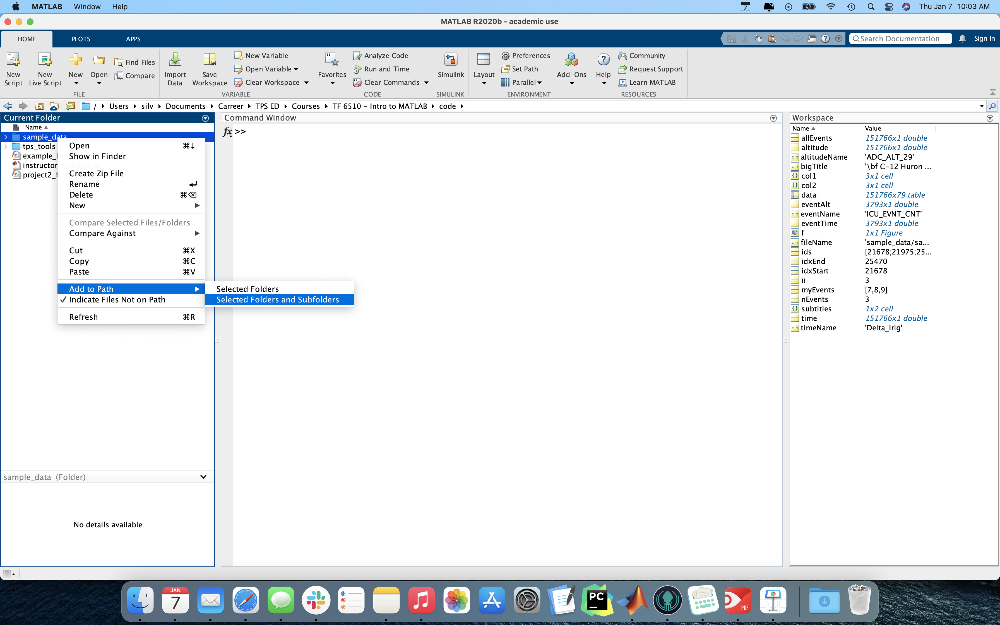 MATLAB Window Help
7 Thu Jan 7 10:03 AM
MATLAB R2020b - academic use
HOME PLOTS APPS
Search Documentation Sign In
New Script
New Live Script
New
Open
Find Files
Compare
FILE
Import Data
Save Workspace
New Variable
Open Variable
Clear Workspace
VARIABLE
Favorites
Analyze Code
Run and Time
Clear Commands
CODE
Simulink
SIMULINK
Layout
Preferences
Set Path
Parallel
Add-Ons
ENVIRONMENT
Help
Community
Request Support
Learn MATLAB
RESOURCES
/ Users silv Documents Carreer TPS ED Courses TF 6510 - Intro to MATLAB code
Current Folder
Name
sample_data
tps_tools
example_fun
instructor_example.m
project2_fun
Open ⌘↓
Show in Finder
Create Zip File
Rename
Delete ⌘⌫
New
Compare Selected Files/Folders
Compare Against
Cut ⌘X
Copy ⌘C
Paste ⌘V
Add to Path
Indicate Files Not on Path
Refresh ⌘R
Selected Folders
Selected Folders and Subfolders
sample_data (Folder)
No details available
Command Window
fx >>
Workspace
Name Value
allEvents 151766x1 double
altitude 151766x1 double
altitudeName 'ADC_ALT_29'
bigTitle '\bf C-12 Huron ...
col1 3x1 cell
col2 3x1 cell
data 151766x79 table
eventAlt 3793x1 double
eventName 'ICU_EVNT_CNT'
eventTime 3793x1 double
f 1x1 Figure
fileName 'sample_data/sa...
ids [21678;21975;25...
idxEnd 25470
idxStart 21678
ii 3
myEvents [7,8,9]
nEvents 3
subtitles 1x2 cell
time 151766x1 double
timeName 'Delta_Irig'
JAN
7
PC
PDF